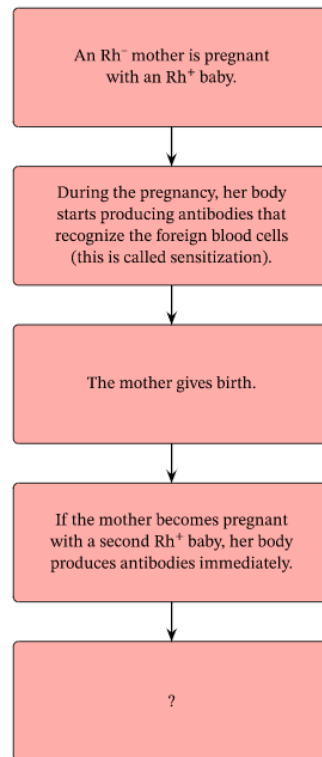 An Rh⁻ mother is pregnant
with an Rh⁺ baby.
During the pregnancy, her body
starts producing antibodies that
recognize the foreign blood cells
(this is called sensitization).
The mother gives birth.
If the mother becomes pregnant
with a second Rh⁺ baby, her body
produces antibodies immediately.
?